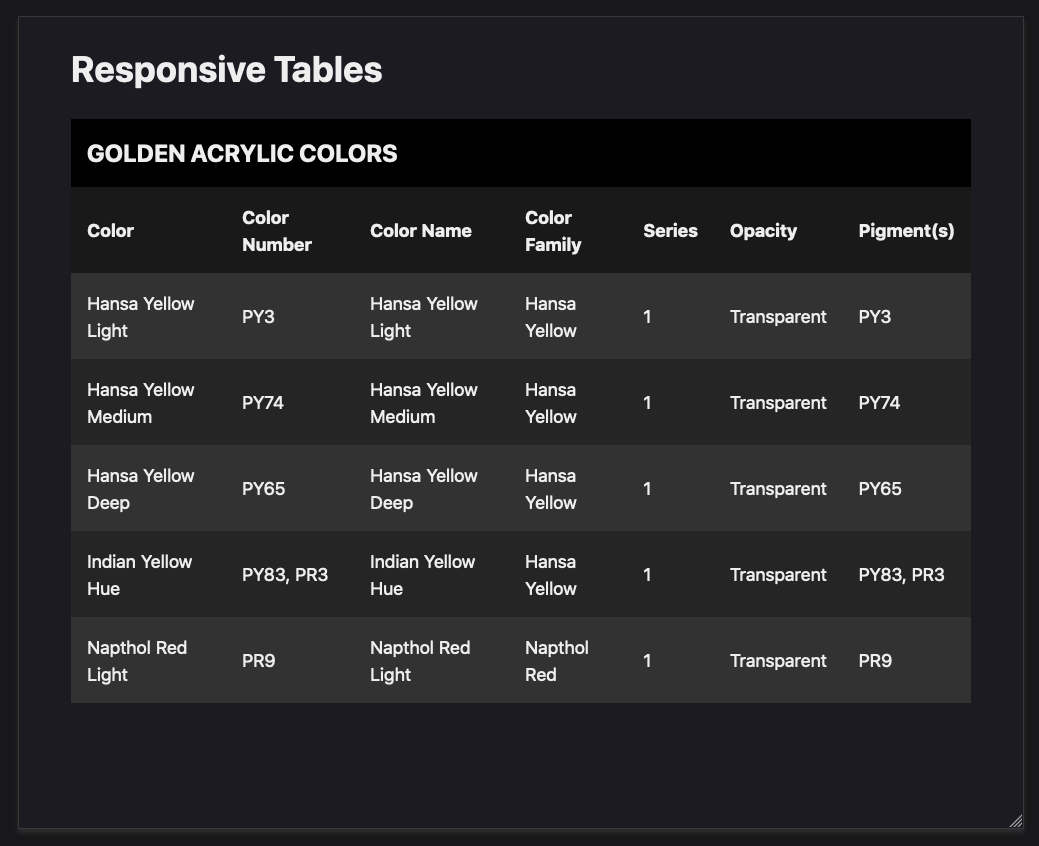 Responsive Tables
GOLDEN ACRYLIC COLORS
Color Color Number Color Name Color Family Series Opacity Pigment(s)
Hansa Yellow Light PY3 Hansa Yellow Light Hansa Yellow 1 Transparent PY3
Hansa Yellow Medium PY74 Hansa Yellow Medium Hansa Yellow 1 Transparent PY74
Hansa Yellow Deep PY65 Hansa Yellow Deep Hansa Yellow 1 Transparent PY65
Indian Yellow Hue PY83, PR3 Indian Yellow Hue Hansa Yellow 1 Transparent PY83, PR3
Napthol Red Light PR9 Napthol Red Light Napthol Red 1 Transparent PR9